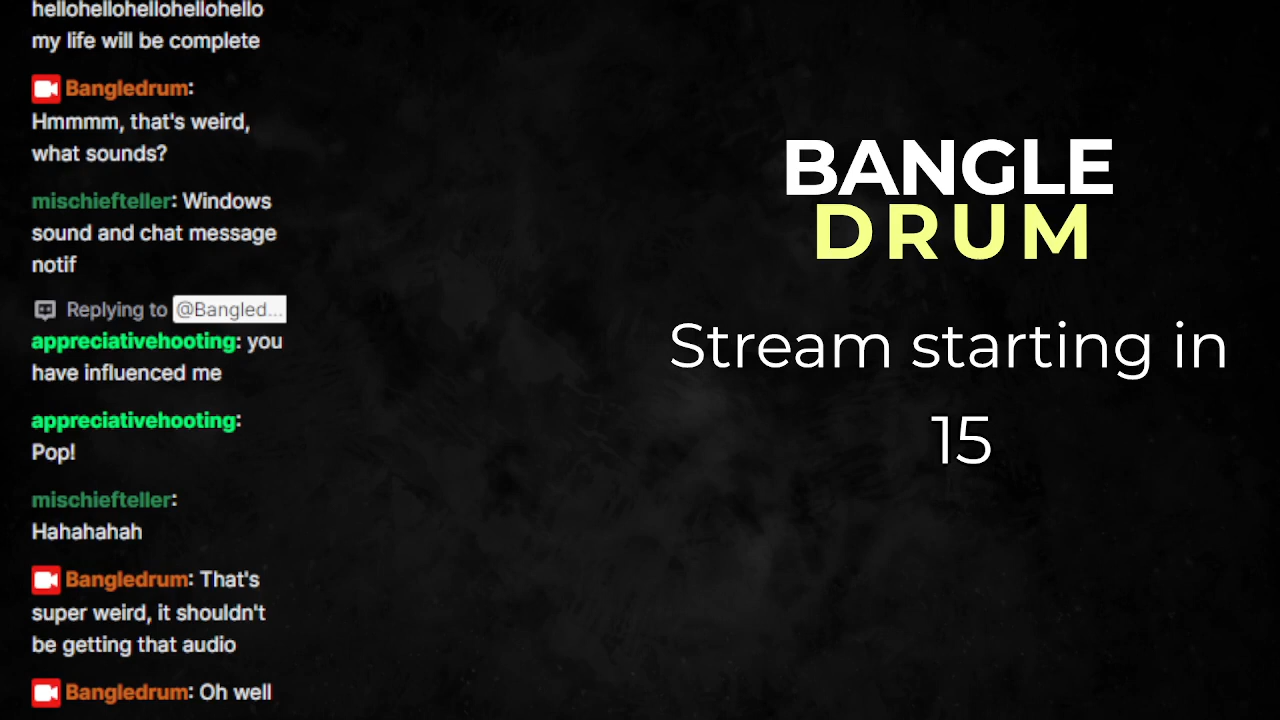 hellohellohellohellohello
my life will be complete
Bangledrum:
Hmmmm, that's weird,
what sounds?
mischiefteller: Windows
sound and chat message
notif
Replying to @Bangled...
appreciativehooting: you
have influenced me
appreciativehooting:
Pop!
mischiefteller:
Hahahahah
Bangledrum: That's
super weird, it shouldn't
be getting that audio
Bangledrum: Oh well
BANGLE
DRUM
Stream starting in
15